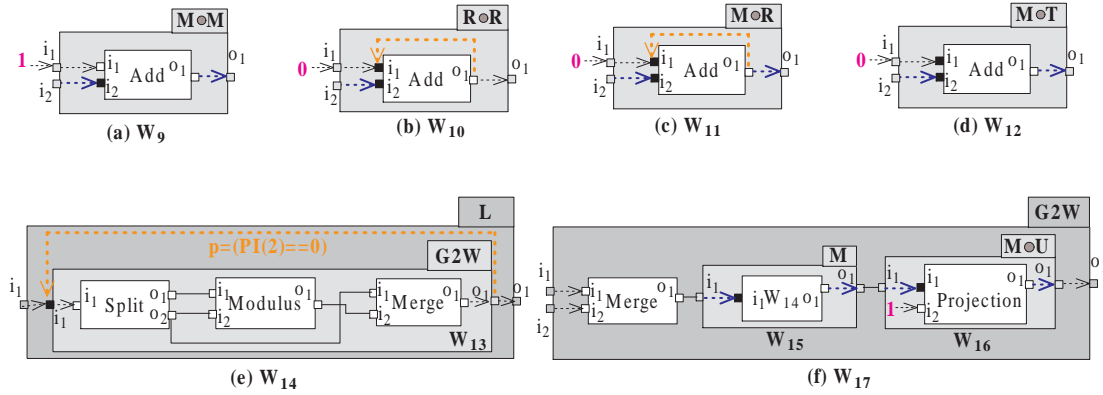 M●M
1
i1
i2
i1
i2
Add
o1
o1
(a) W9
R●R
0
i1
i2
i1
i2
Add
o1
o1
(b) W10
M●R
0
i1
i2
i1
i2
Add
o1
o1
(c) W11
M●T
0
i1
i2
i1
i2
Add
o1
o1
(d) W12
L
p=(PI(2)==0)
G2W
i1
i1
i1 Split o1
o2
i1 Modulus o1
i2
i1 Merge o1
i2
o1
o1
W13
(e) W14
G2W
i1
i2
i1 Merge o1
i2
M
i1
i1 W14 o1
o1
W15
M●U
i1
1
i1
i2
Projection
o1
o1
W16
o
(f) W17